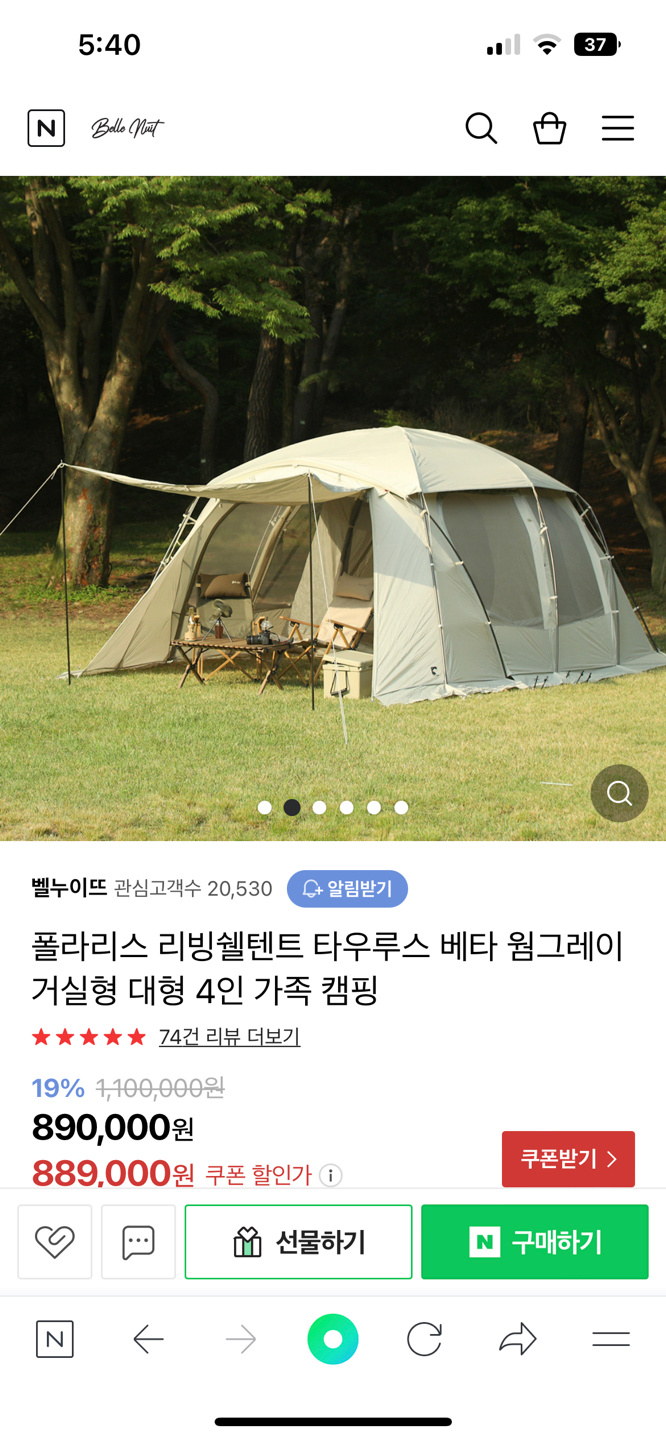 5:40
37
N
Belle Nuit
벨누이뜨 관심고객수 20,530 알림받기
폴라리스 리빙쉘텐트 타우루스 베타 웜그레이
거실형 대형 4인 가족 캠핑
74건 리뷰 더보기
19% 1,100,000원
890,000원
889,000원 쿠폰 할인가
쿠폰받기
선물하기
N 구매하기
N